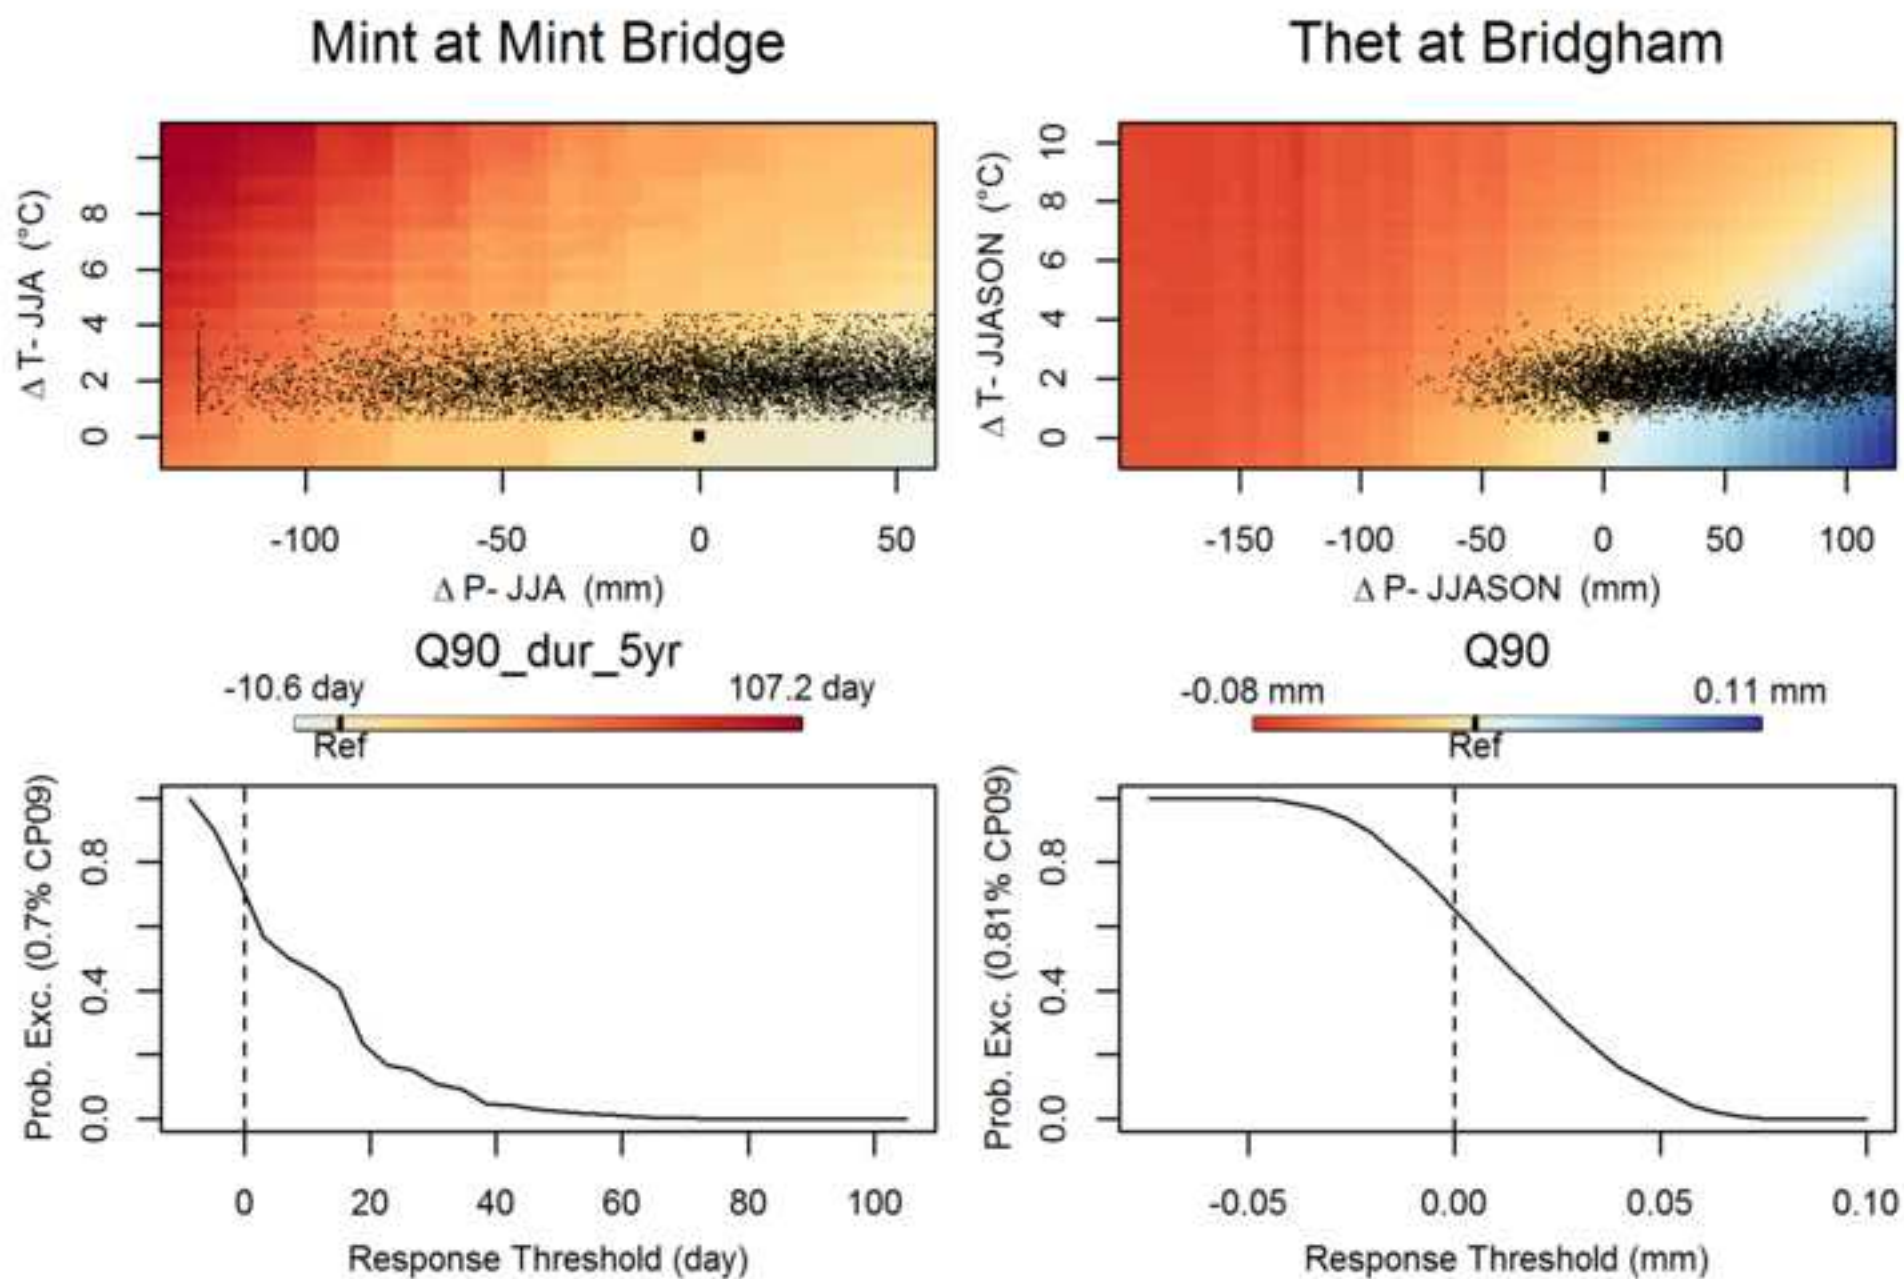 Mint at Mint Bridge
Thet at Bridgham
Δ T- JJA (°C)
0 2 4 6 8
-100 -50 0 50
Δ P- JJA (mm)
Δ T- JJASON (°C)
0 2 4 6 8 10
-150 -100 -50 0 50 100
Δ P- JJASON (mm)
Q90_dur_5yr
-10.6 day 107.2 day
Ref
Q90
-0.08 mm 0.11 mm
Ref
Prob. Exc. (0.7% CP09)
0.0 0.4 0.8
0 20 40 60 80 100
Response Threshold (day)
Prob. Exc. (0.81% CP09)
0.0 0.4 0.8
-0.05 0.00 0.05 0.10
Response Threshold (mm)